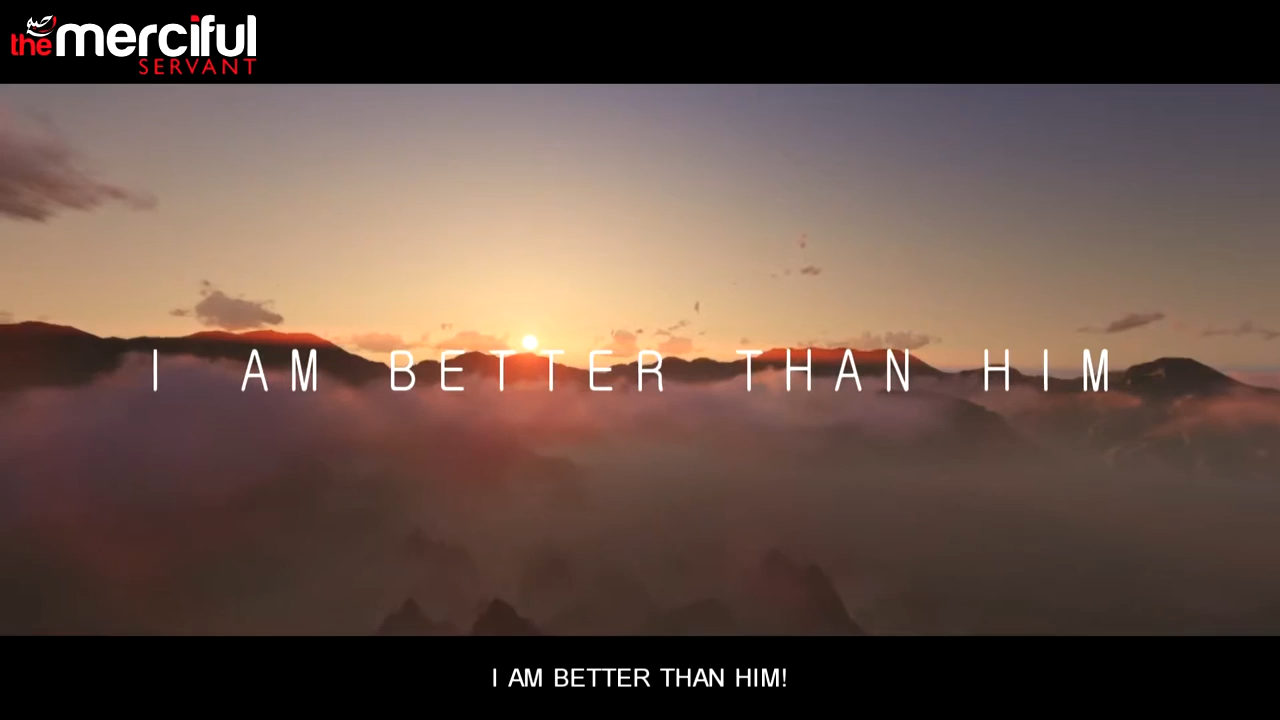 the merciful
SERVANT
I AM BETTER THAN HIM
I AM BETTER THAN HIM!